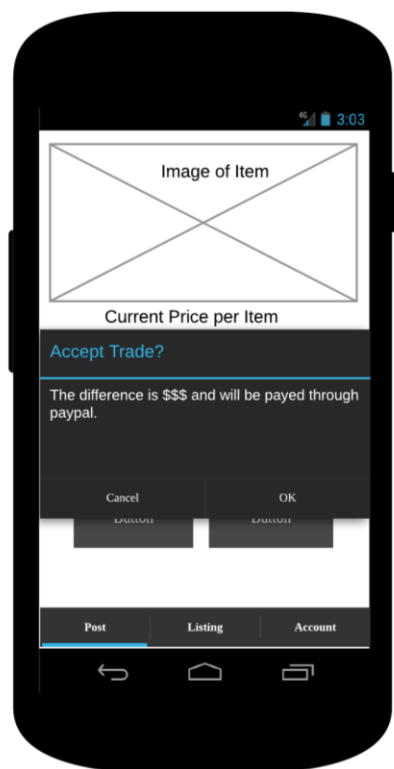 4G 3:03
Image of Item
Current Price per Item
Accept Trade?
The difference is $$$ and will be payed through
paypal.
Cancel OK
Button Button
Post Listing Account